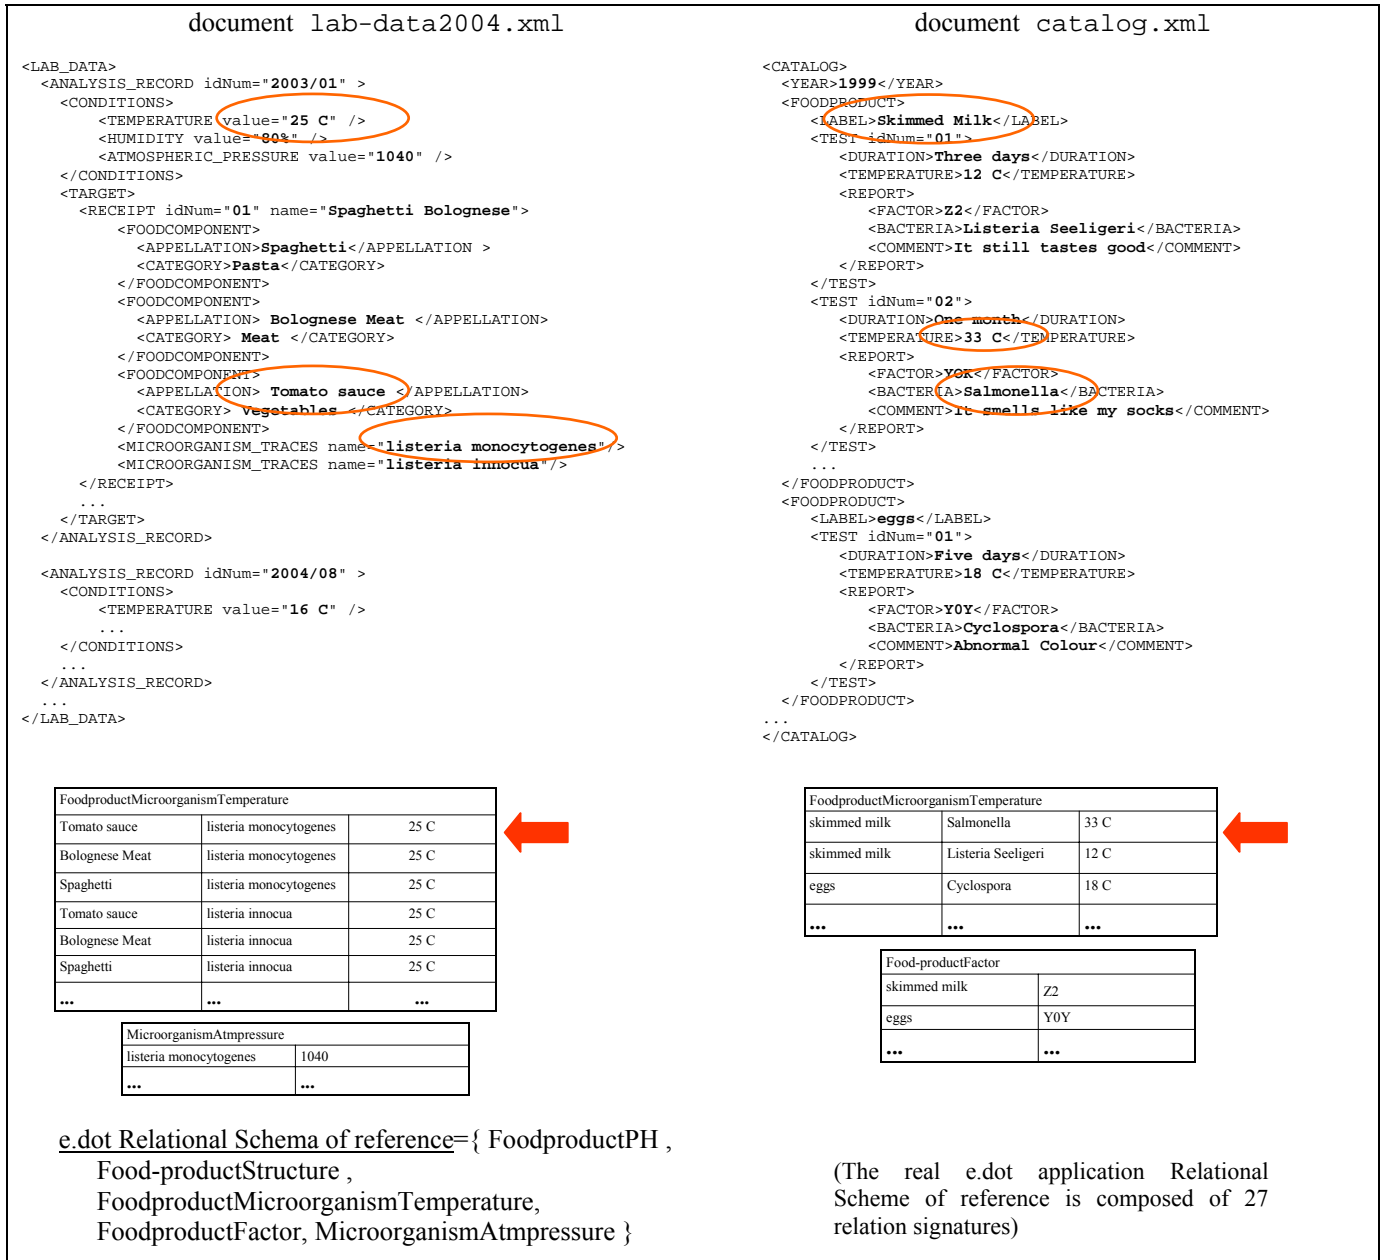 document lab-data2004.xml
<LAB_DATA>
<ANALYSIS_RECORD idNum="2003/01" >
<CONDITIONS>
<TEMPERATURE value="25 C" />
<HUMIDITY value="80%" />
<ATMOSPHERIC_PRESSURE value="1040" />
</CONDITIONS>
<TARGET>
<RECEIPT idNum="01" name="Spaghetti Bolognese">
<FOODCOMPONENT>
<APPELLATION>Spaghetti</APPELLATION >
<CATEGORY>Pasta</CATEGORY>
</FOODCOMPONENT>
<FOODCOMPONENT>
<APPELLATION> Bolognese Meat </APPELLATION>
<CATEGORY> Meat </CATEGORY>
</FOODCOMPONENT>
<FOODCOMPONENT>
<APPELLATION> Tomato sauce </APPELLATION>
<CATEGORY> Vegetables </CATEGORY>
</FOODCOMPONENT>
<MICROORGANISM_TRACES name="listeria monocytogenes"/>
<MICROORGANISM_TRACES name="listeria innocua"/>
</RECEIPT>
...
</TARGET>
</ANALYSIS_RECORD>
<ANALYSIS_RECORD idNum="2004/08" >
<CONDITIONS>
<TEMPERATURE value="16 C" />
...
</CONDITIONS>
...
</ANALYSIS_RECORD>
...
</LAB_DATA>
document catalog.xml
<CATALOG>
<YEAR>1999</YEAR>
<FOODPRODUCT>
<LABEL>Skimmed Milk</LABEL>
<TEST idNum="01">
<DURATION>Three days</DURATION>
<TEMPERATURE>12 C</TEMPERATURE>
<REPORT>
<FACTOR>Z2</FACTOR>
<BACTERIA>Listeria Seeligeri</BACTERIA>
<COMMENT>It still tastes good</COMMENT>
</REPORT>
</TEST>
<TEST idNum="02">
<DURATION>One month</DURATION>
<TEMPERATURE>33 C</TEMPERATURE>
<REPORT>
<FACTOR>YOK</FACTOR>
<BACTERIA>Salmonella</BACTERIA>
<COMMENT>It smells like my socks</COMMENT>
</REPORT>
</TEST>
...
</FOODPRODUCT>
<FOODPRODUCT>
<LABEL>eggs</LABEL>
<TEST idNum="01">
<DURATION>Five days</DURATION>
<TEMPERATURE>18 C</TEMPERATURE>
<REPORT>
<FACTOR>Y0Y</FACTOR>
<BACTERIA>Cyclospora</BACTERIA>
<COMMENT>Abnormal Colour</COMMENT>
</REPORT>
</TEST>
</FOODPRODUCT>
...
</CATALOG>
FoodproductMicroorganismTemperature
Tomato sauce listeria monocytogenes 25 C
Bolognese Meat listeria monocytogenes 25 C
Spaghetti listeria monocytogenes 25 C
Tomato sauce listeria innocua 25 C
Bolognese Meat listeria innocua 25 C
Spaghetti listeria innocua 25 C
... ... ...
MicroorganismAtmpressure
listeria monocytogenes 1040
... ...
FoodproductMicroorganismTemperature
skimmed milk Salmonella 33 C
skimmed milk Listeria Seeligeri 12 C
eggs Cyclospora 18 C
... ... ...
Food-productFactor
skimmed milk Z2
eggs Y0Y
... ...
e.dot Relational Schema of reference={ FoodproductPH ,
Food-productStructure ,
FoodproductMicroorganismTemperature,
FoodproductFactor, MicroorganismAtmpressure }
(The real e.dot application Relational
Scheme of reference is composed of 27
relation signatures)